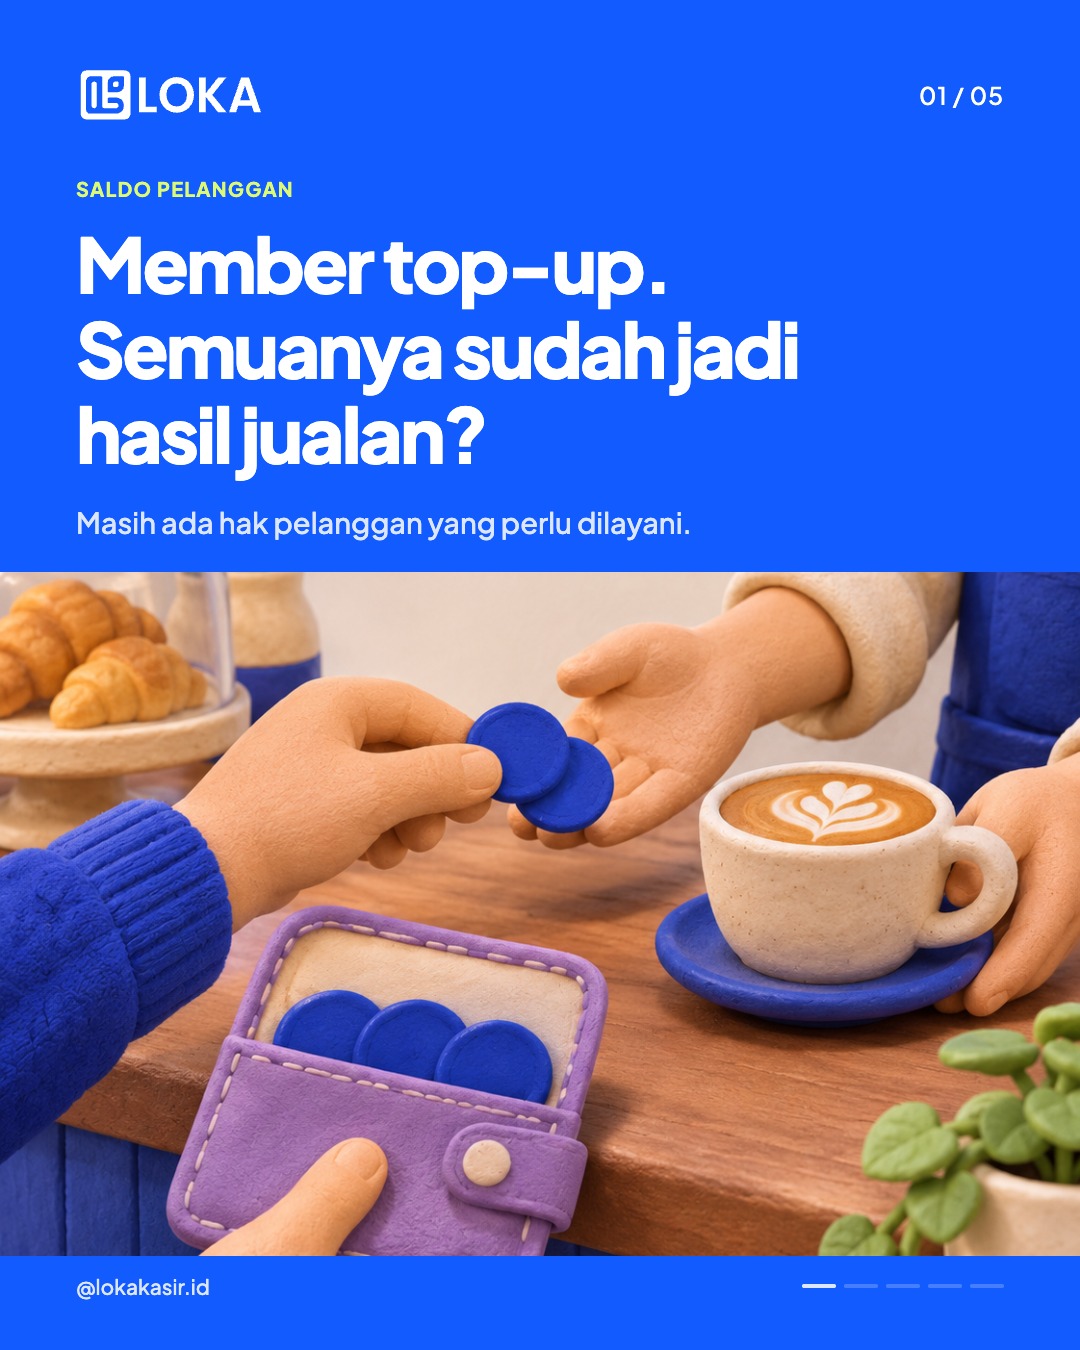 LOKA
01 / 05
SALDO PELANGGAN
Member top-up.
Semuanya sudah jadi
hasil jualan?
Masih ada hak pelanggan yang perlu dilayani.
@lokakasir.id